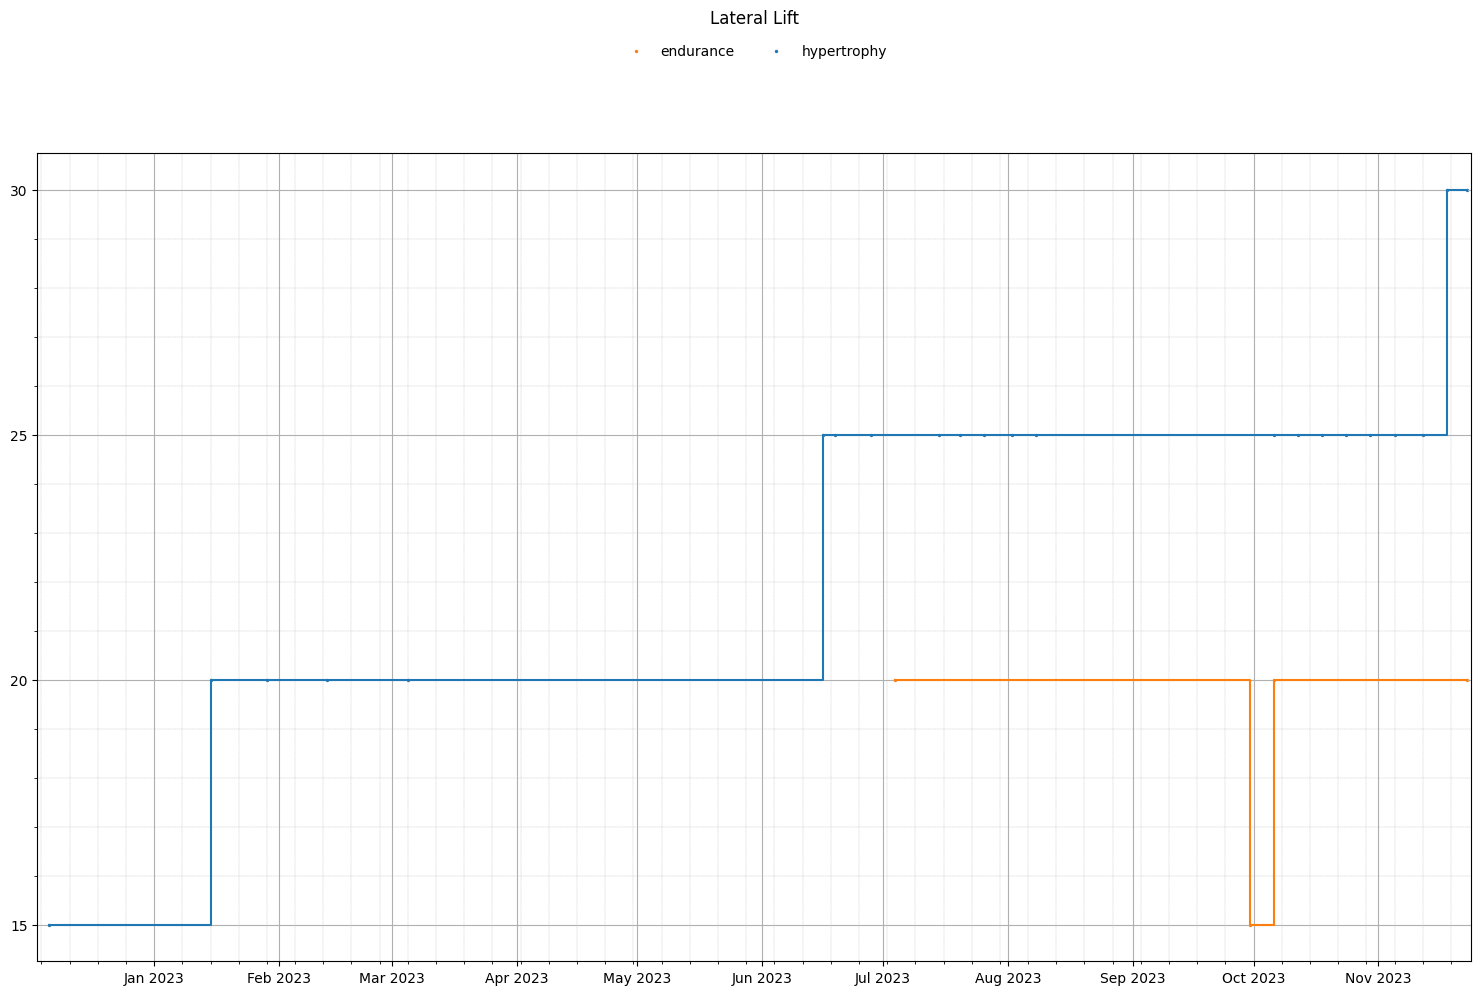 Lateral Lift
endurance hypertrophy
30
25
20
15
Jan 2023 Feb 2023 Mar 2023 Apr 2023 May 2023 Jun 2023 Jul 2023 Aug 2023 Sep 2023 Oct 2023 Nov 2023